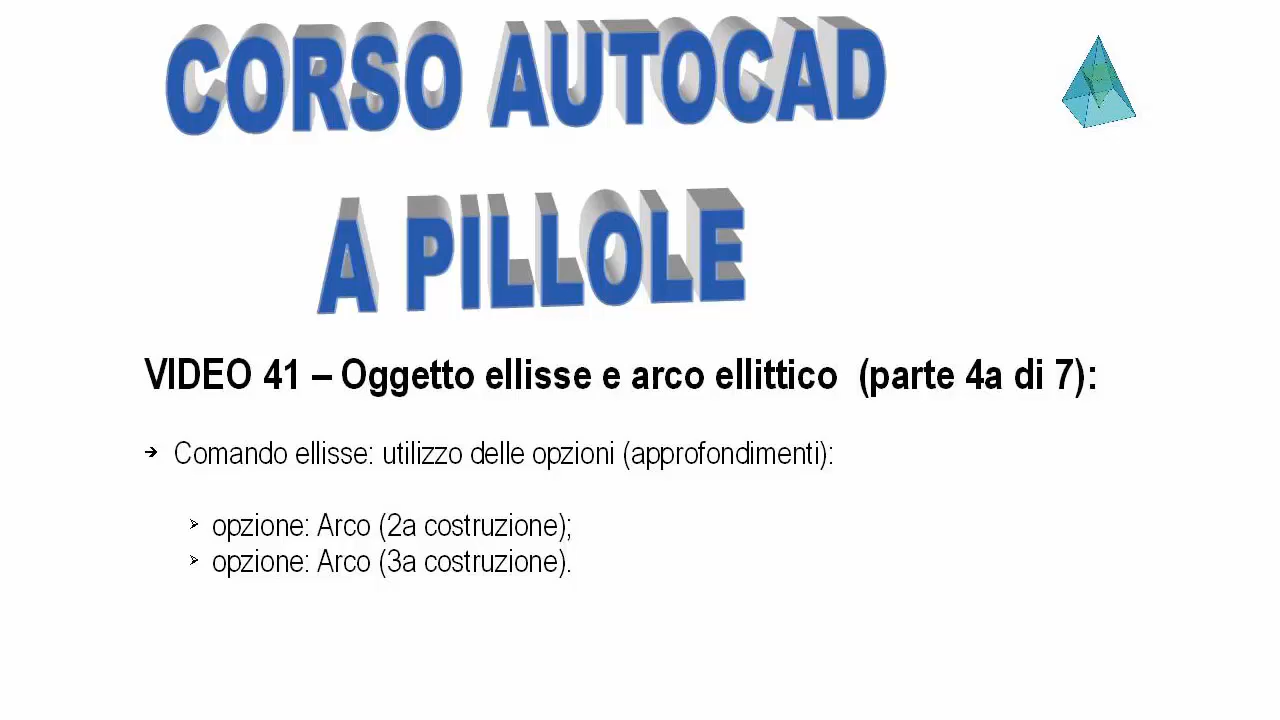 CORSO AUTOCAD
A PILLOLE
VIDEO 41 – Oggetto ellisse e arco ellittico (parte 4a di 7):
Comando ellisse: utilizzo delle opzioni (approfondimenti):
opzione: Arco (2a costruzione);
opzione: Arco (3a costruzione).